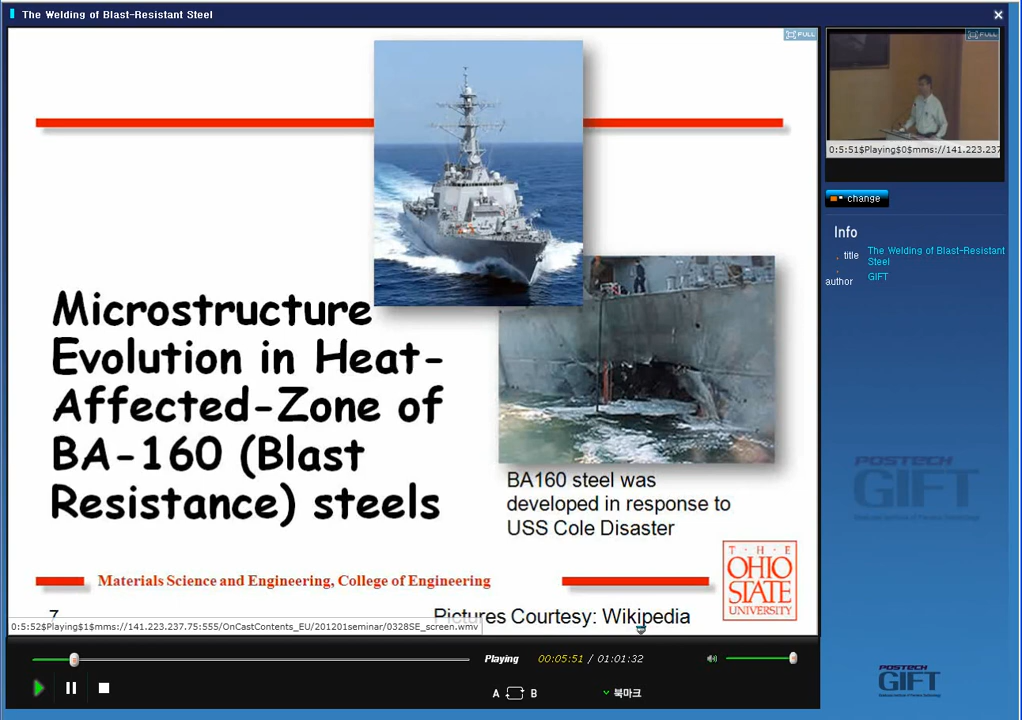 The Welding of Blast-Resistant Steel
FULL
Microstructure
Evolution in Heat-
Affected-Zone of
BA-160 (Blast
Resistance) steels
BA160 steel was
developed in response to
USS Cole Disaster
Materials Science and Engineering, College of Engineering
T·H·E
OHIO
STATE
UNIVERSITY
7
Pictures Courtesy: Wikipedia
0:5:52$Playing$1$mms://141.223.237.75:555/OnCastContents_EU/201201seminar/0328SE_screen.wmv
Playing
00:05:51 / 01:01:32
A B
북마크
FULL
0:5:51$Playing$0$mms://141.223.237
change
Info
title
The Welding of Blast-Resistant
Steel
author
GIFT
POSTECH
GIFT
POSTECH
GIFT